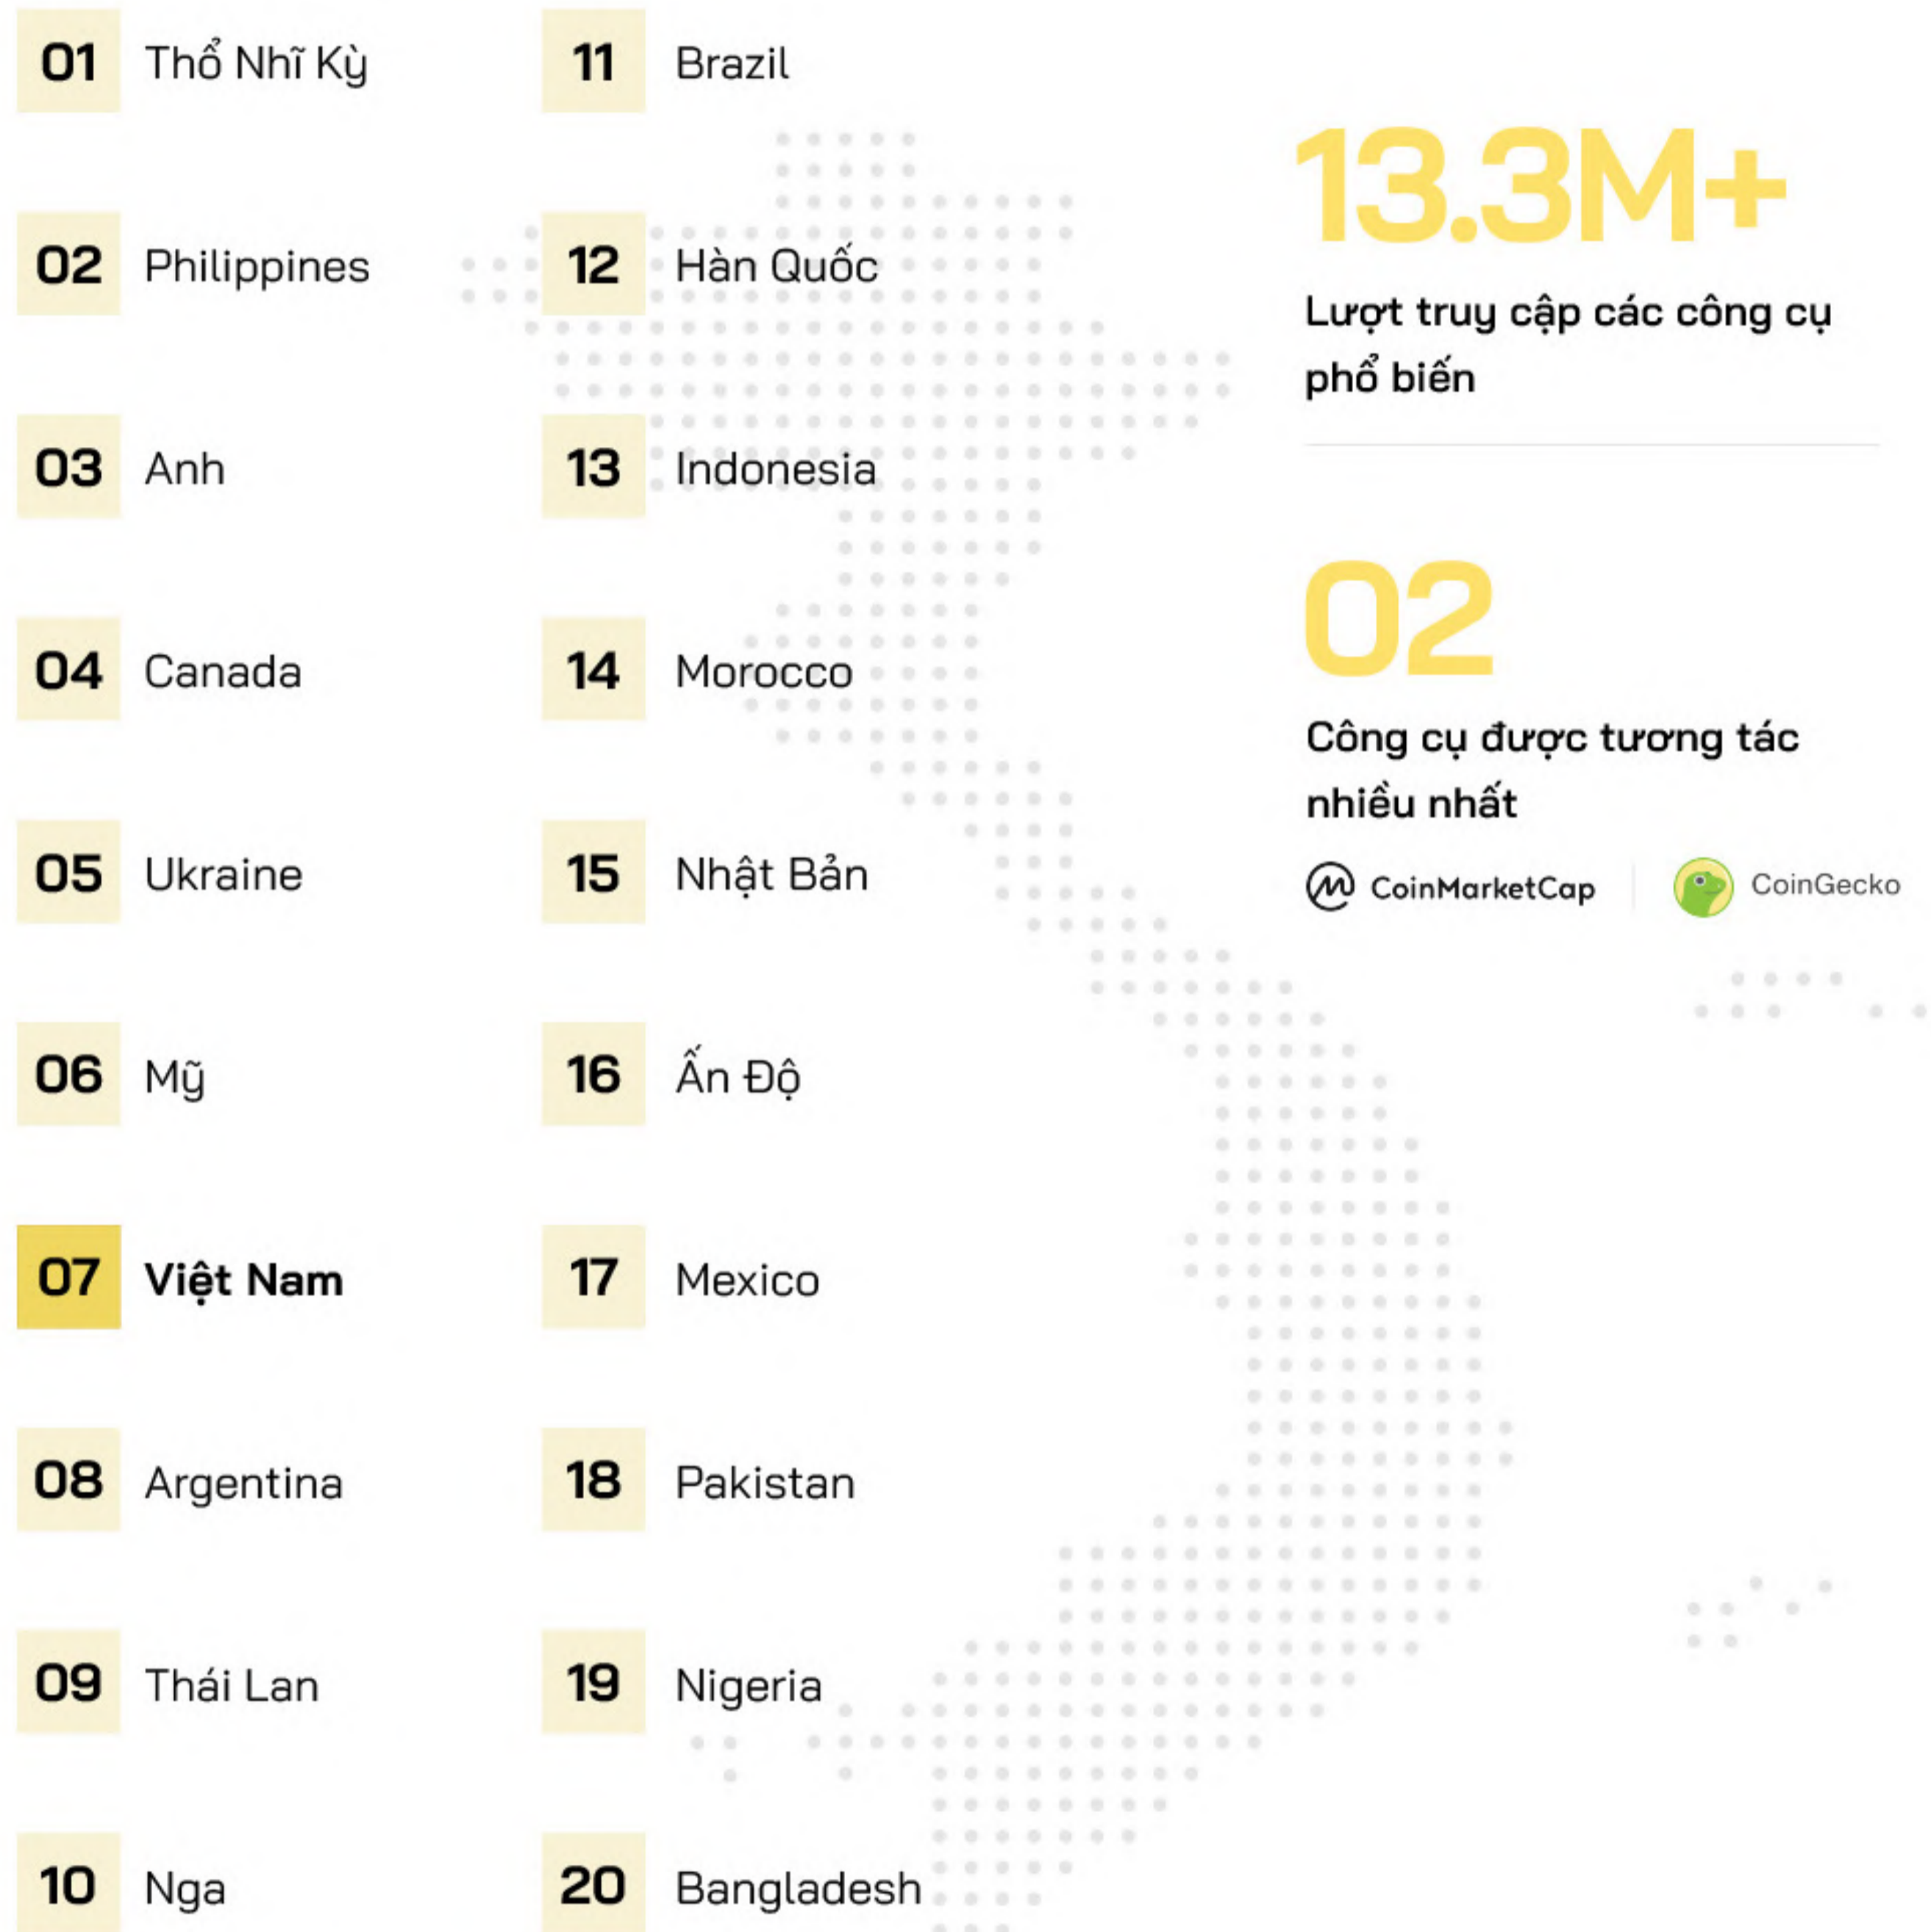 01 Thổ Nhĩ Kỳ
02 Philippines
03 Anh
04 Canada
05 Ukraine
06 Mỹ
07 Việt Nam
08 Argentina
09 Thái Lan
10 Nga
11 Brazil
12 Hàn Quốc
13 Indonesia
14 Morocco
15 Nhật Bản
16 Ấn Độ
17 Mexico
18 Pakistan
19 Nigeria
20 Bangladesh
13.3M+
Lượt truy cập các công cụ
phổ biến
02
Công cụ được tương tác
nhiều nhất
CoinMarketCap
CoinGecko